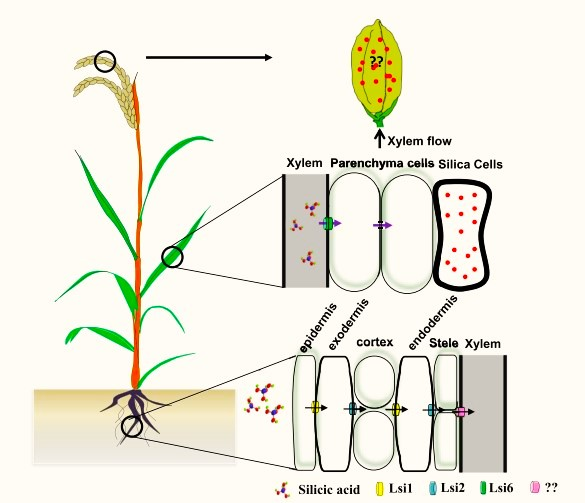 ??
Xylem flow
Xylem Parenchyma cells Silica Cells
epidermis
exodermis
cortex
endodermis
Stele Xylem
Silicic acid Lsi1 Lsi2 Lsi6 ??